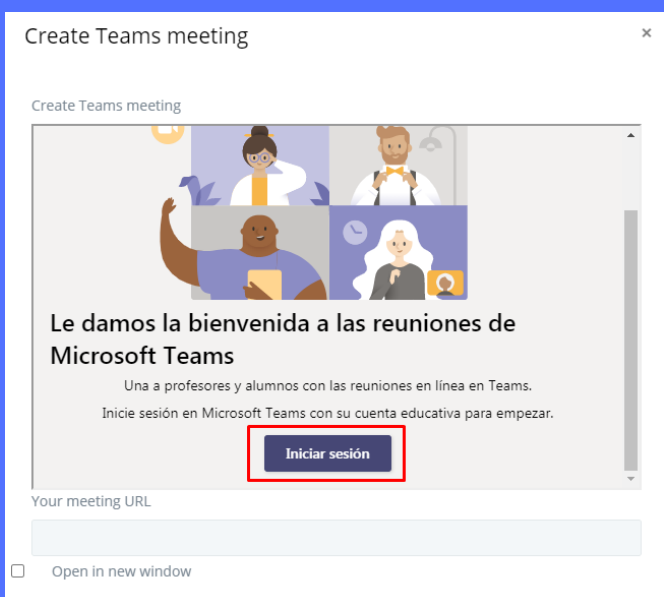 Create Teams meeting
×
Create Teams meeting
Le damos la bienvenida a las reuniones de
Microsoft Teams
Una a profesores y alumnos con las reuniones en línea en Teams.
Inicie sesión en Microsoft Teams con su cuenta educativa para empezar.
Iniciar sesión
Your meeting URL
Open in new window